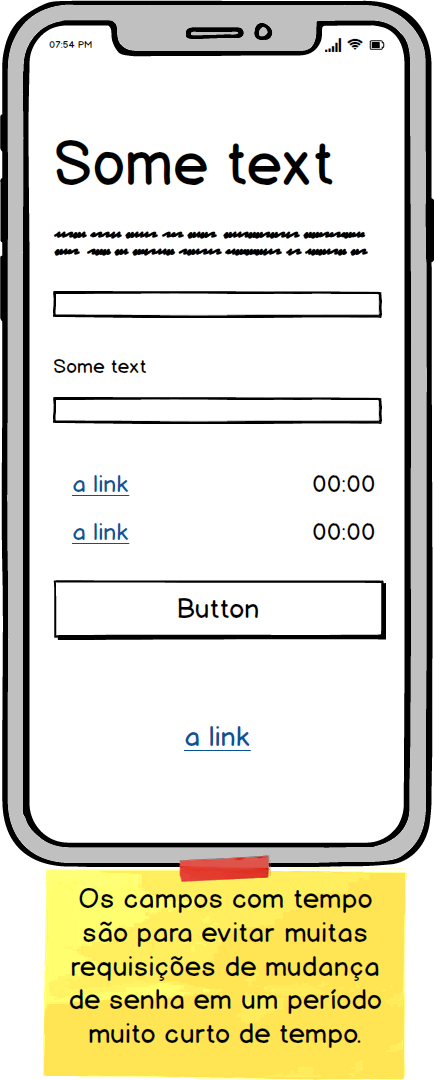 07:54 PM
Some text
Some text
a link 00:00
a link 00:00
Button
a link
Os campos com tempo
são para evitar muitas
requisições de mudança
de senha em um período
muito curto de tempo.